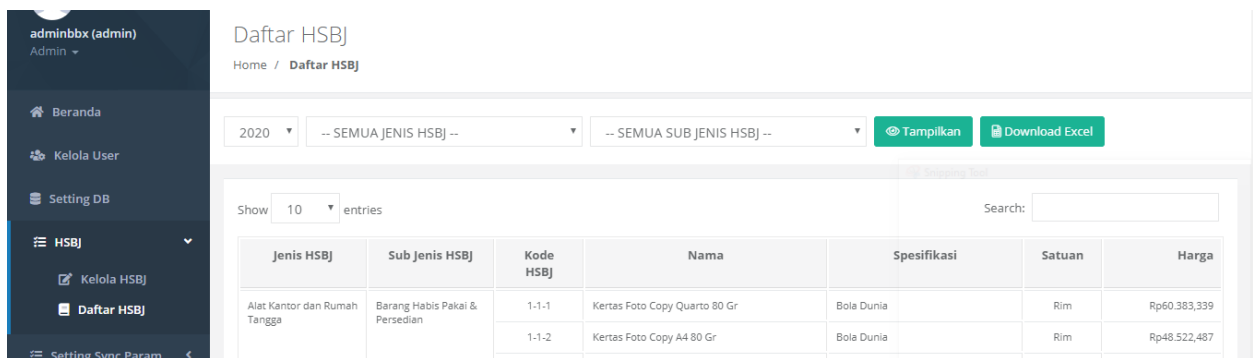 adminbbx (admin)
Admin
Beranda
Kelola User
Setting DB
HSBJ
Kelola HSBJ
Daftar HSBJ
Setting Sync Param
Daftar HSBJ
Home / Daftar HSBJ
2020 -- SEMUA JENIS HSBJ -- -- SEMUA SUB JENIS HSBJ -- Tampilkan Download Excel
Snipping Tool
Show 10 entries Search:
Jenis HSBJ Sub Jenis HSBJ Kode Nama Spesifikasi Satuan Harga
HSBJ
Alat Kantor dan Rumah Barang Habis Pakai & 1-1-1 Kertas Foto Copy Quarto 80 Gr Bola Dunia Rim Rp60.383,339
Tangga Persedian
1-1-2 Kertas Foto Copy A4 80 Gr Bola Dunia Rim Rp48.522,487